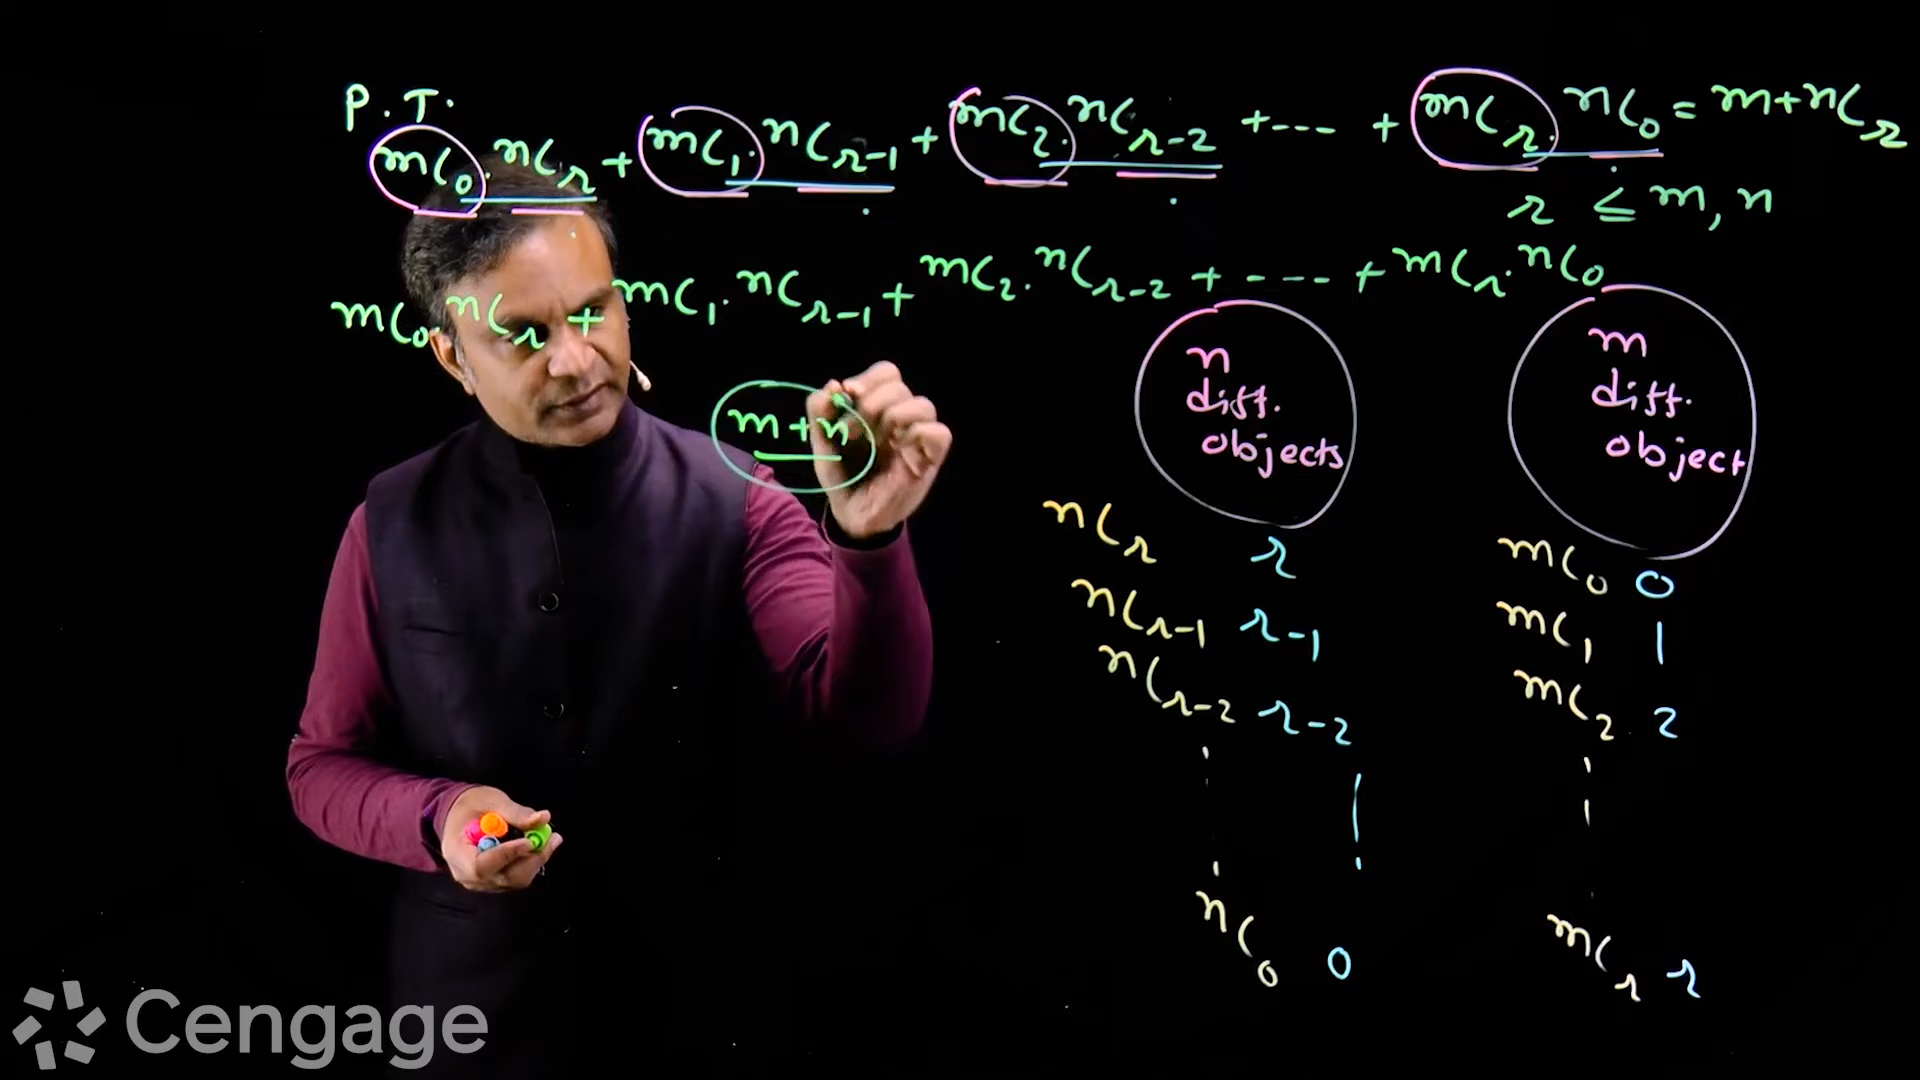 P.T.
mC₀·nCᵣ + mC₁·nCᵣ₋₁ + mC₂·nCᵣ₋₂ + --- + mCᵣ·nC₀ = m+nCᵣ
r ≤ m, n
mC₀·nCᵣ + mC₁·nCᵣ₋₁ + mC₂·nCᵣ₋₂ + ---- + mCᵣ·nC₀
m+n
n
diff.
objects
m
diff.
object
nCᵣ r mC₀ 0
nCᵣ₋₁ r-1 mC₁ 1
nCᵣ₋₂ r-2 mC₂ 2
nC₀ 0 mCᵣ r
Cengage